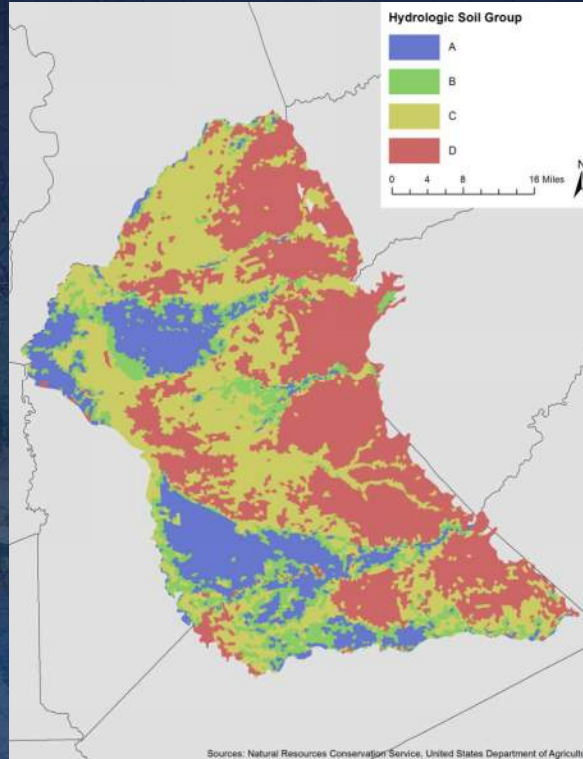 Hydrologic Soil Group
A
B
C
D
N
0 4 8 16 Miles
Sources: Natural Resources Conservation Service, United States Department of Agricultu